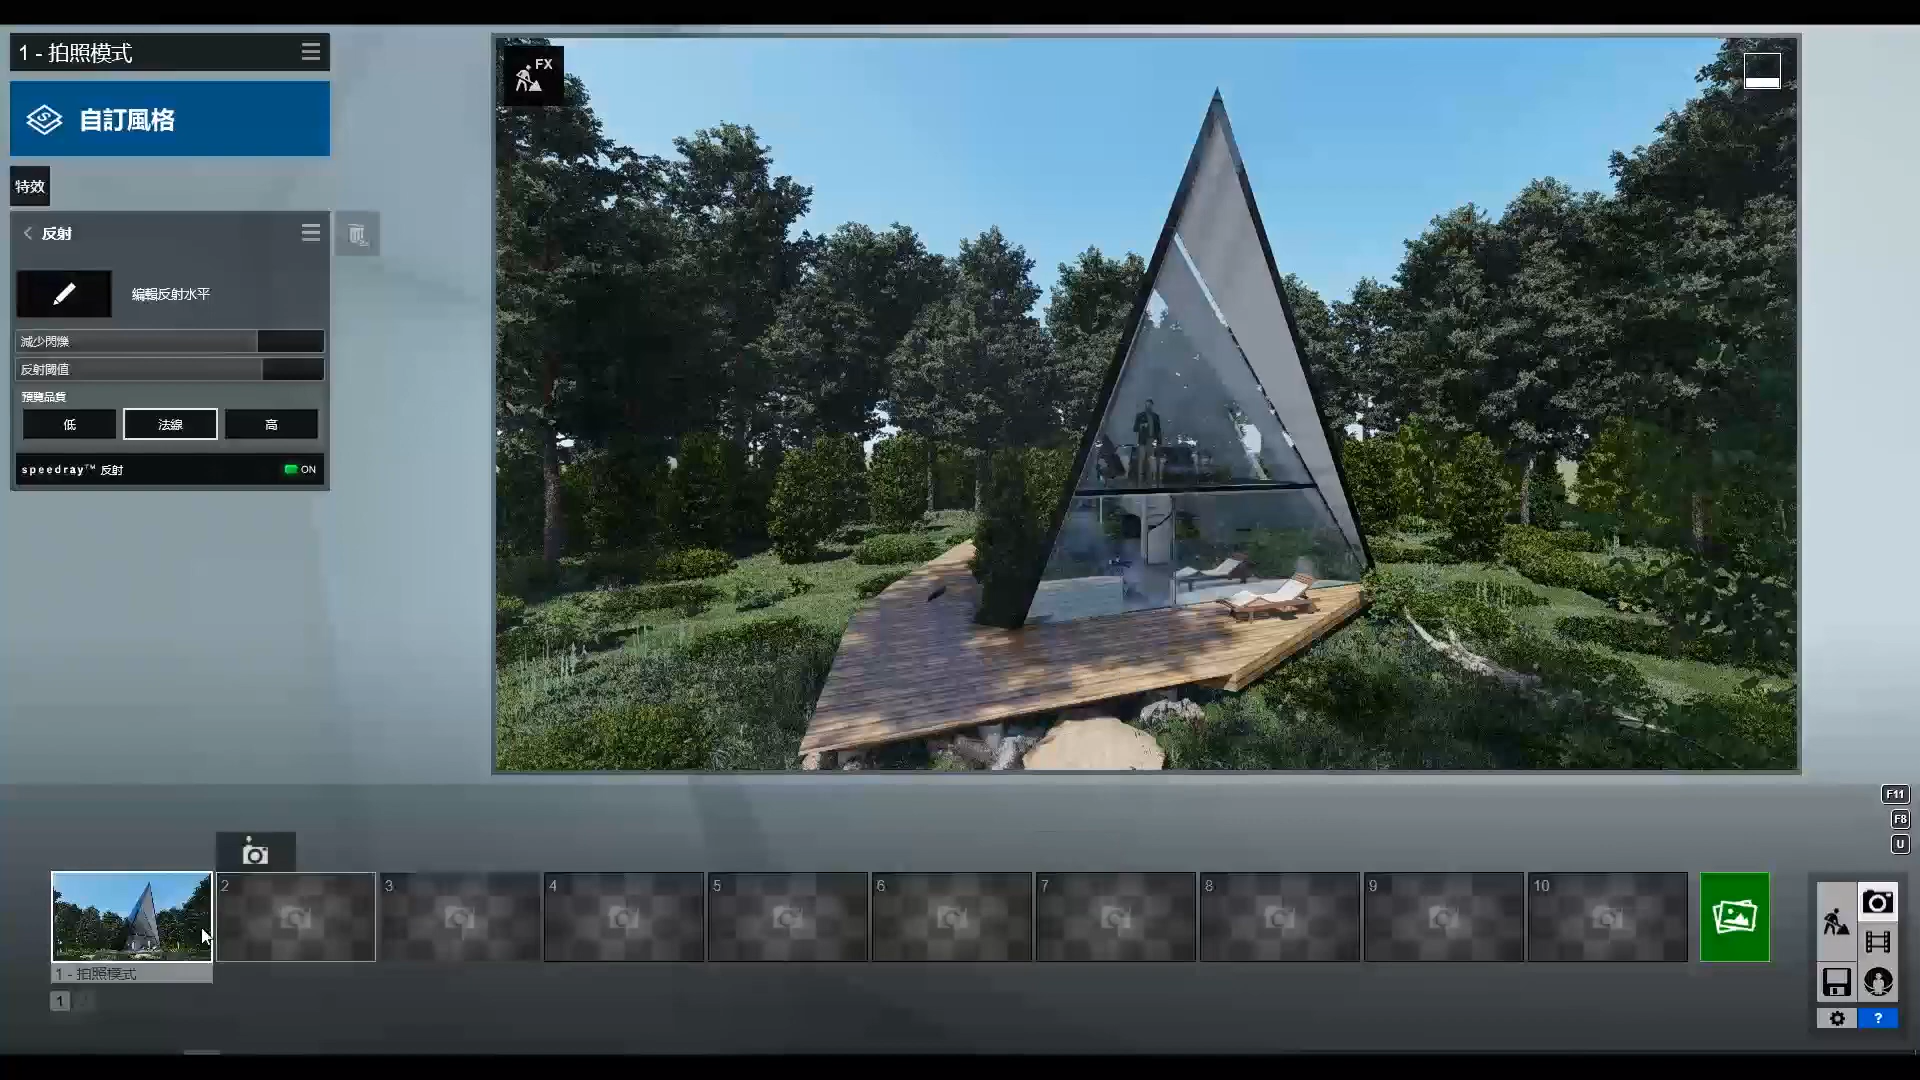 1 - 拍照模式
FX
自訂風格
特效
反射
編輯反射水平
減少閃爍
反射閾值
預覽品質
低 法線 高
speedray™ 反射 ON
F11
F8
U
2 3 4 5 6 7 8 9 10
1 - 拍照模式
1
?